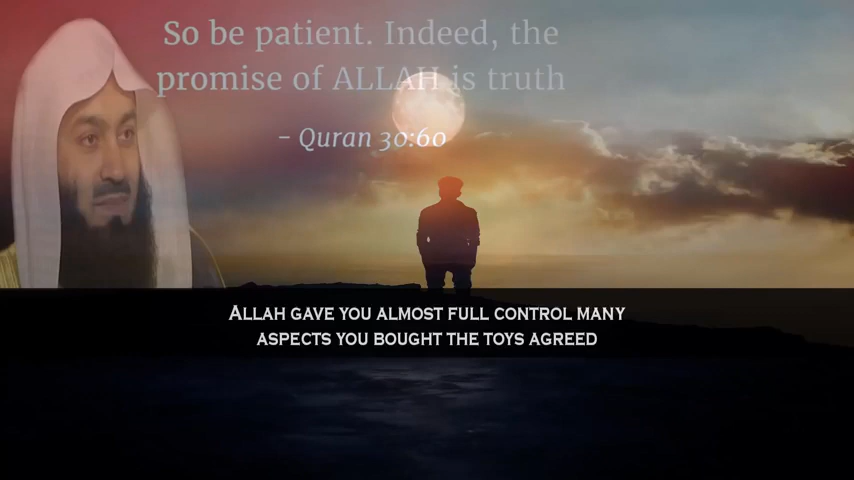 So be patient. Indeed, the
promise of ALLAH is truth
- Quran 30:60
ALLAH GAVE YOU ALMOST FULL CONTROL MANY
ASPECTS YOU BOUGHT THE TOYS AGREED